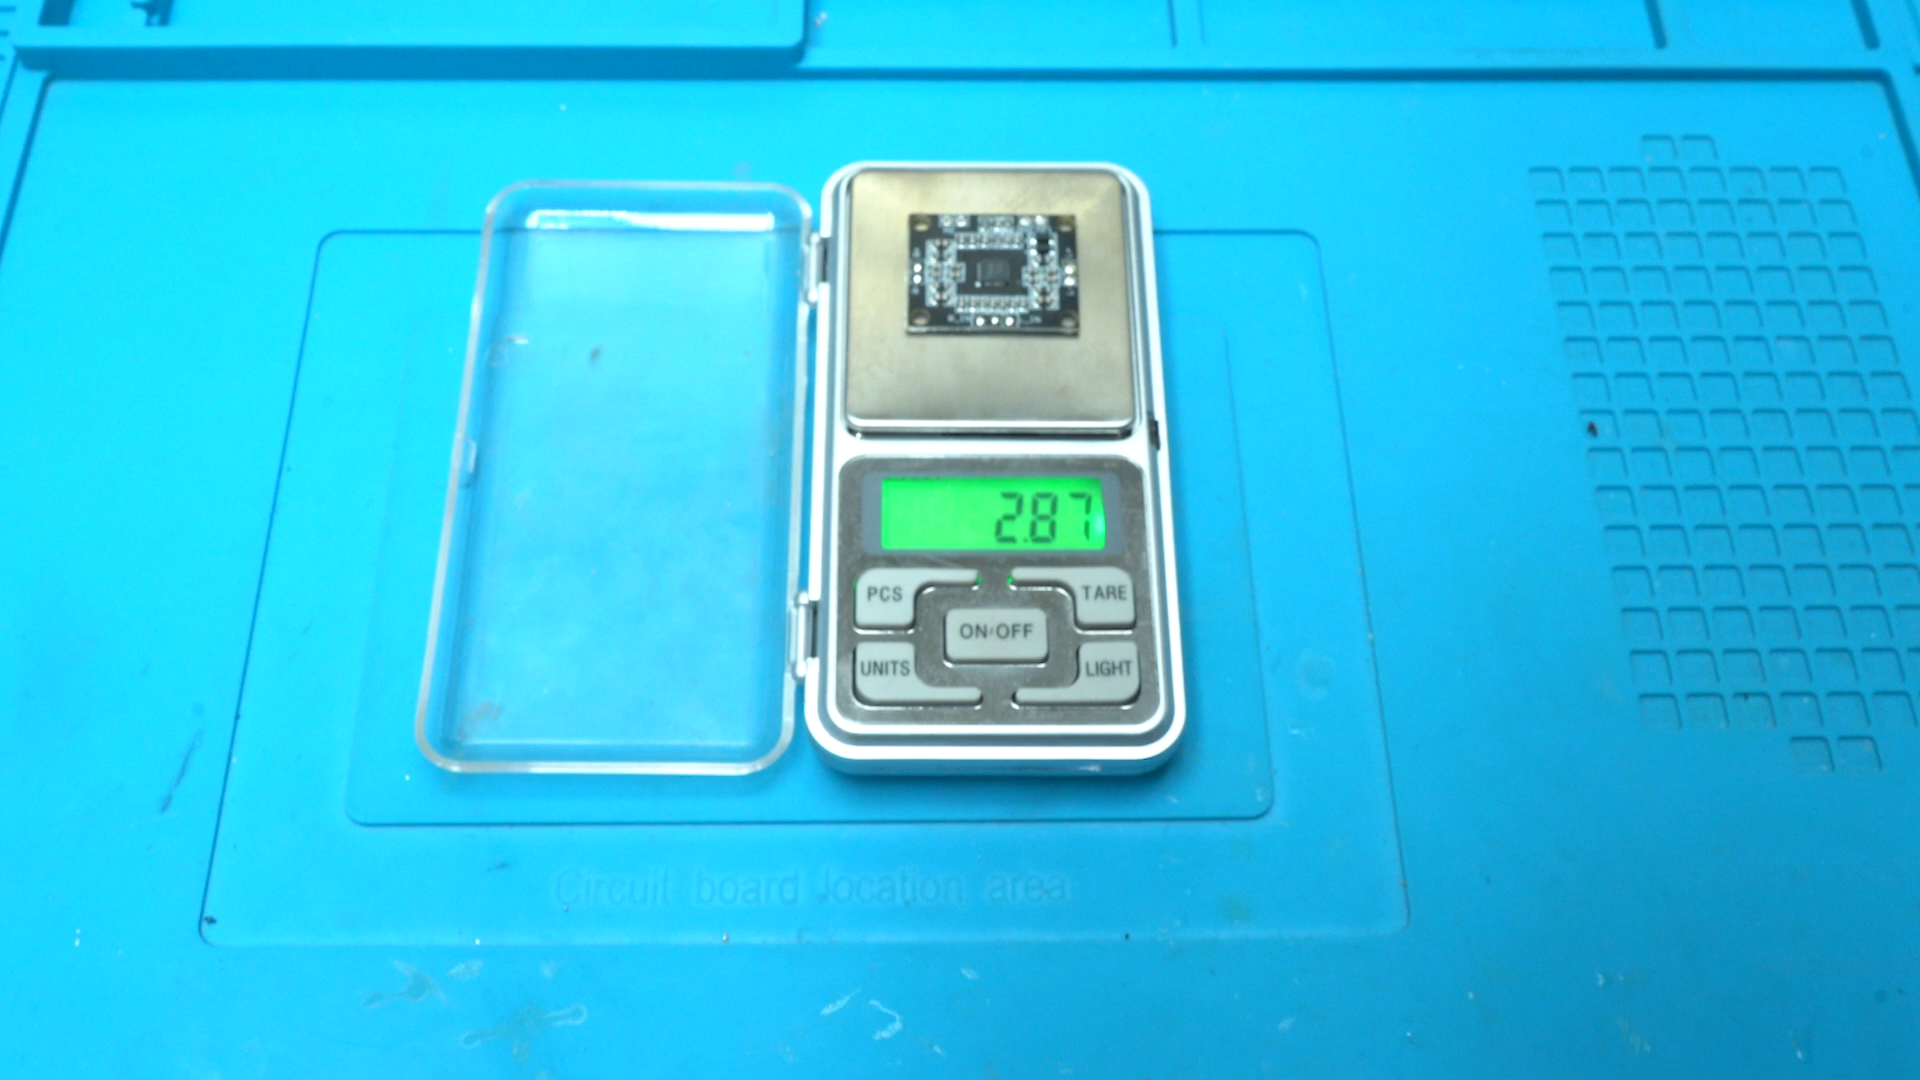 2.87
PCS
TARE
ON/OFF
UNITS
LIGHT
Circuit board location area